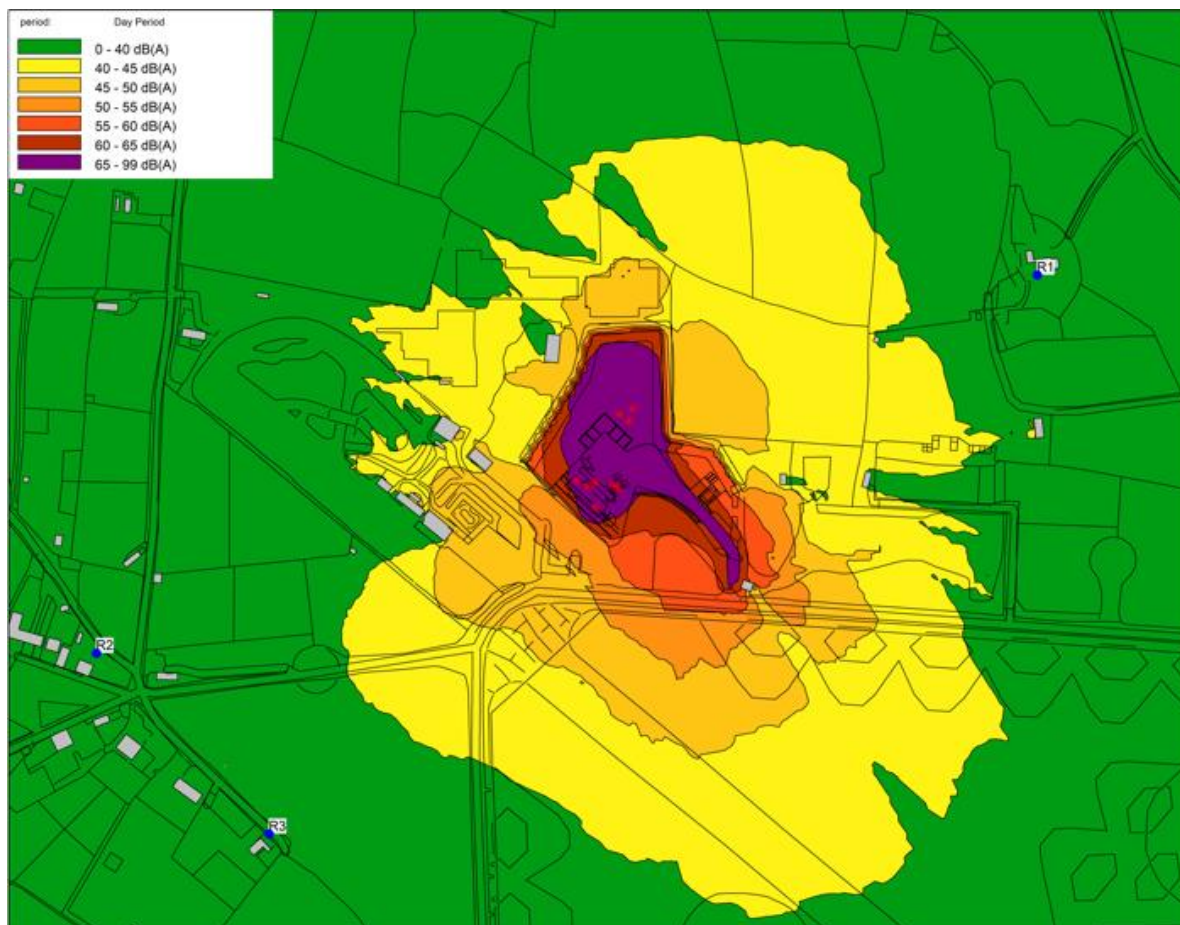 period: Day Period
0 - 40 dB(A)
40 - 45 dB(A)
45 - 50 dB(A)
50 - 55 dB(A)
55 - 60 dB(A)
60 - 65 dB(A)
65 - 99 dB(A)
R1
R2
R3